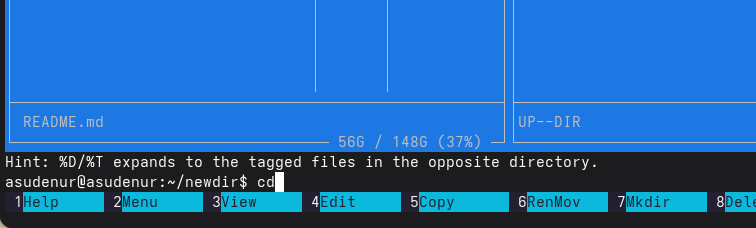 README.md UP--DIR
56G / 148G (37%)
Hint: %D/%T expands to the tagged files in the opposite directory.
asudenur@asudenur:~/newdir$ cd
1Help 2Menu 3View 4Edit 5Copy 6RenMov 7Mkdir 8Dele